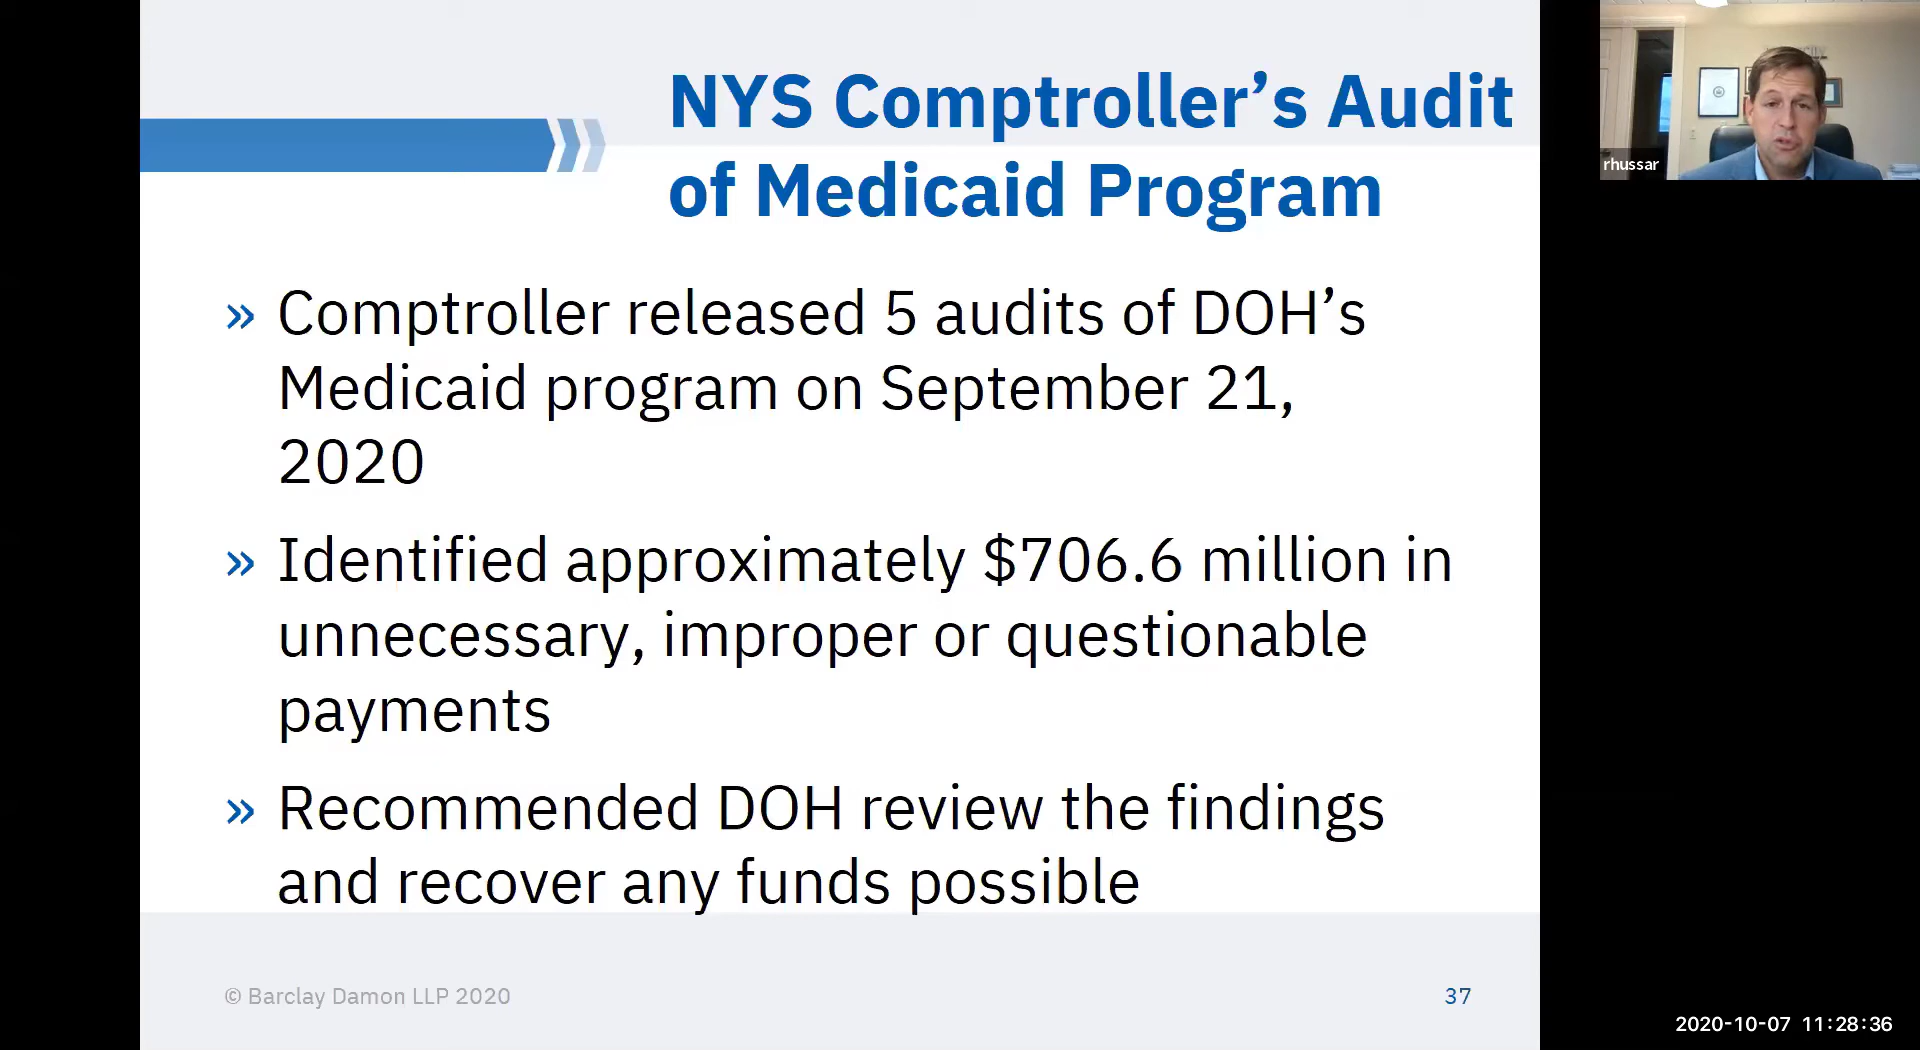 NYS Comptroller’s Audit
of Medicaid Program
» Comptroller released 5 audits of DOH’s
Medicaid program on September 21,
2020
» Identified approximately $706.6 million in
unnecessary, improper or questionable
payments
» Recommended DOH review the findings
and recover any funds possible
© Barclay Damon LLP 2020
37
rhussar
2020-10-07 11:28:36